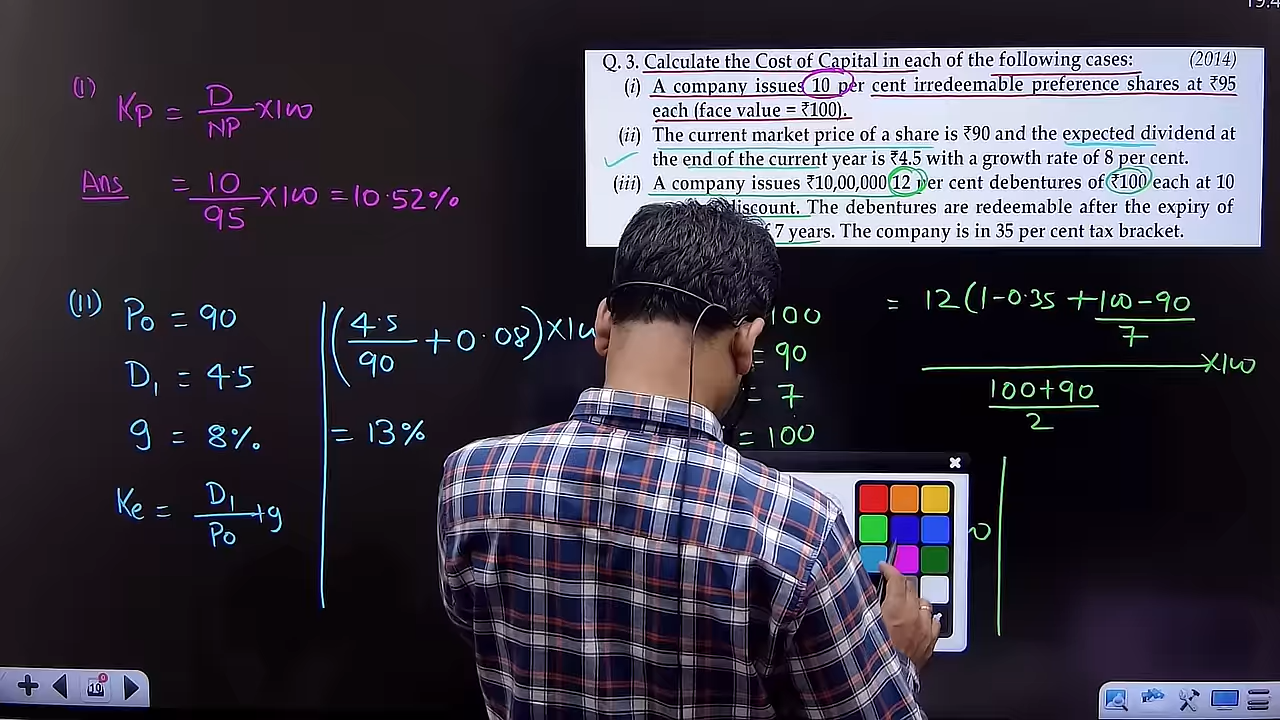 19:4
Q. 3. Calculate the Cost of Capital in each of the following cases: (2014)
(i) A company issues 10 per cent irredeemable preference shares at ₹95
each (face value = ₹100).
(ii) The current market price of a share is ₹90 and the expected dividend at
the end of the current year is ₹4.5 with a growth rate of 8 per cent.
(iii) A company issues ₹10,00,000 12 per cent debentures of ₹100 each at 10
discount. The debentures are redeemable after the expiry of
7 years. The company is in 35 per cent tax bracket.
(I)
Kp = D/NP ×100
Ans = 10/95 ×100 = 10.52%
(II) Po = 90
D1 = 4.5
g = 8%
Ke = D1/Po +g
(4.5/90 + 0.08)×100
= 13%
100
= 90
= 7
= 100
= 12(1-0.35 + 100-90/7
×100
100+90/2
10